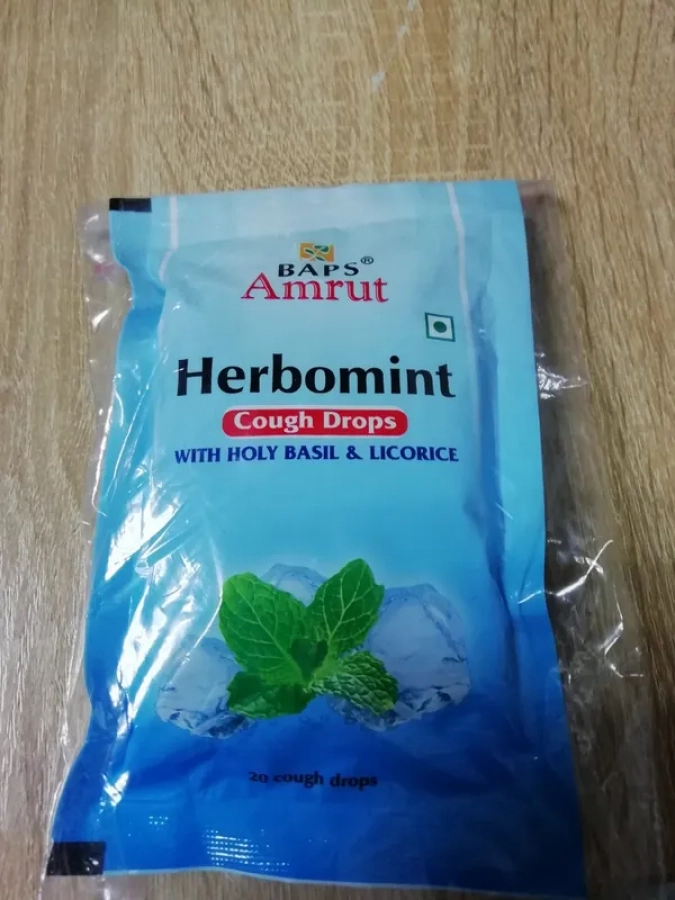 BAPS®
Amrut
Herbomint
Cough Drops
WITH HOLY BASIL & LICORICE
20 cough drops